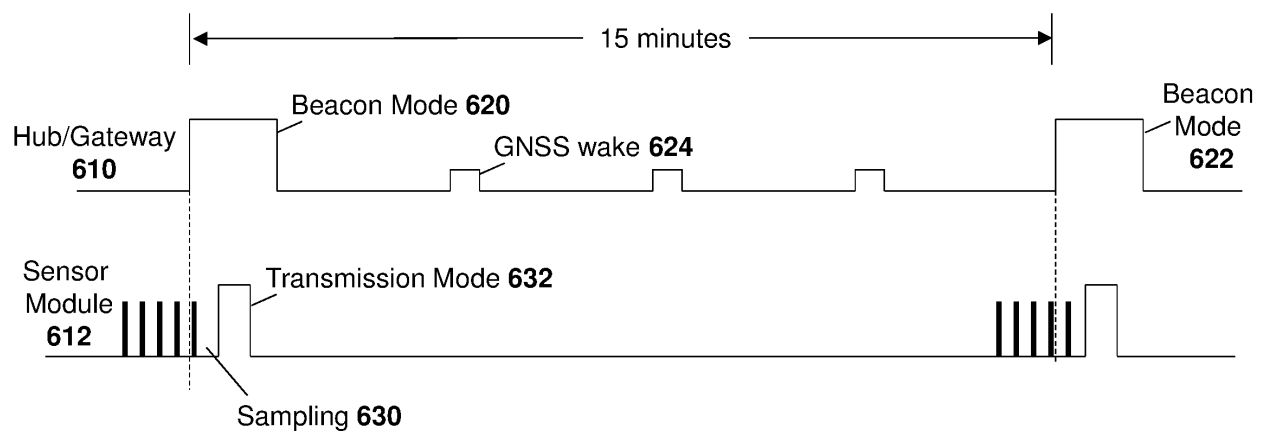 15 minutes
Beacon Mode 620
Beacon
Mode
622
Hub/Gateway
610
GNSS wake 624
Sensor
Module
612
Transmission Mode 632
Sampling 630